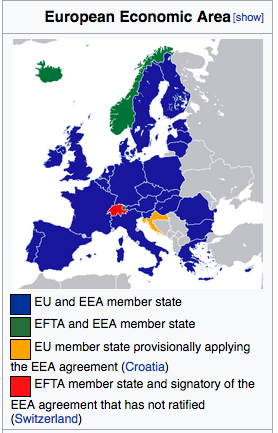 European Economic Area [show]
EU and EEA member state
EFTA and EEA member state
EU member state provisionally applying
the EEA agreement (Croatia)
EFTA member state and signatory of the
EEA agreement that has not ratified
(Switzerland)